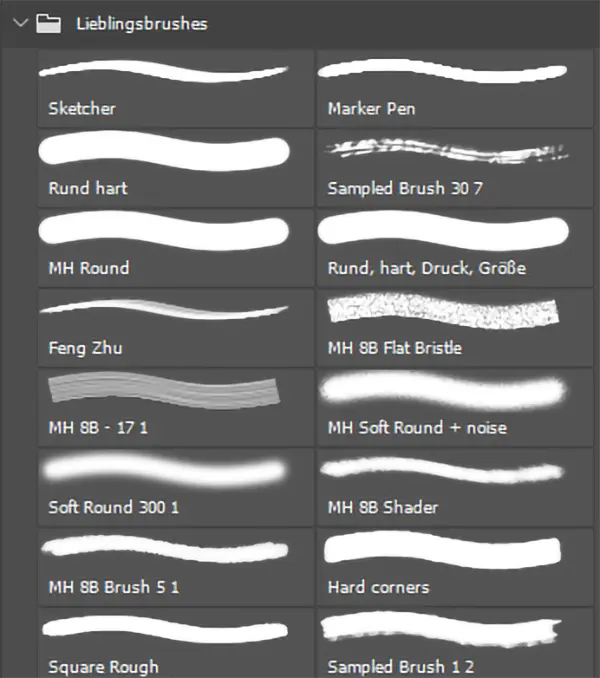 Lieblingsbrushes
Sketcher
Marker Pen
Rund hart
Sampled Brush 30 7
MH Round
Rund, hart, Druck, Größe
Feng Zhu
MH 8B Flat Bristle
MH 8B - 17 1
MH Soft Round + noise
Soft Round 300 1
MH 8B Shader
MH 8B Brush 5 1
Hard corners
Square Rough
Sampled Brush 1 2